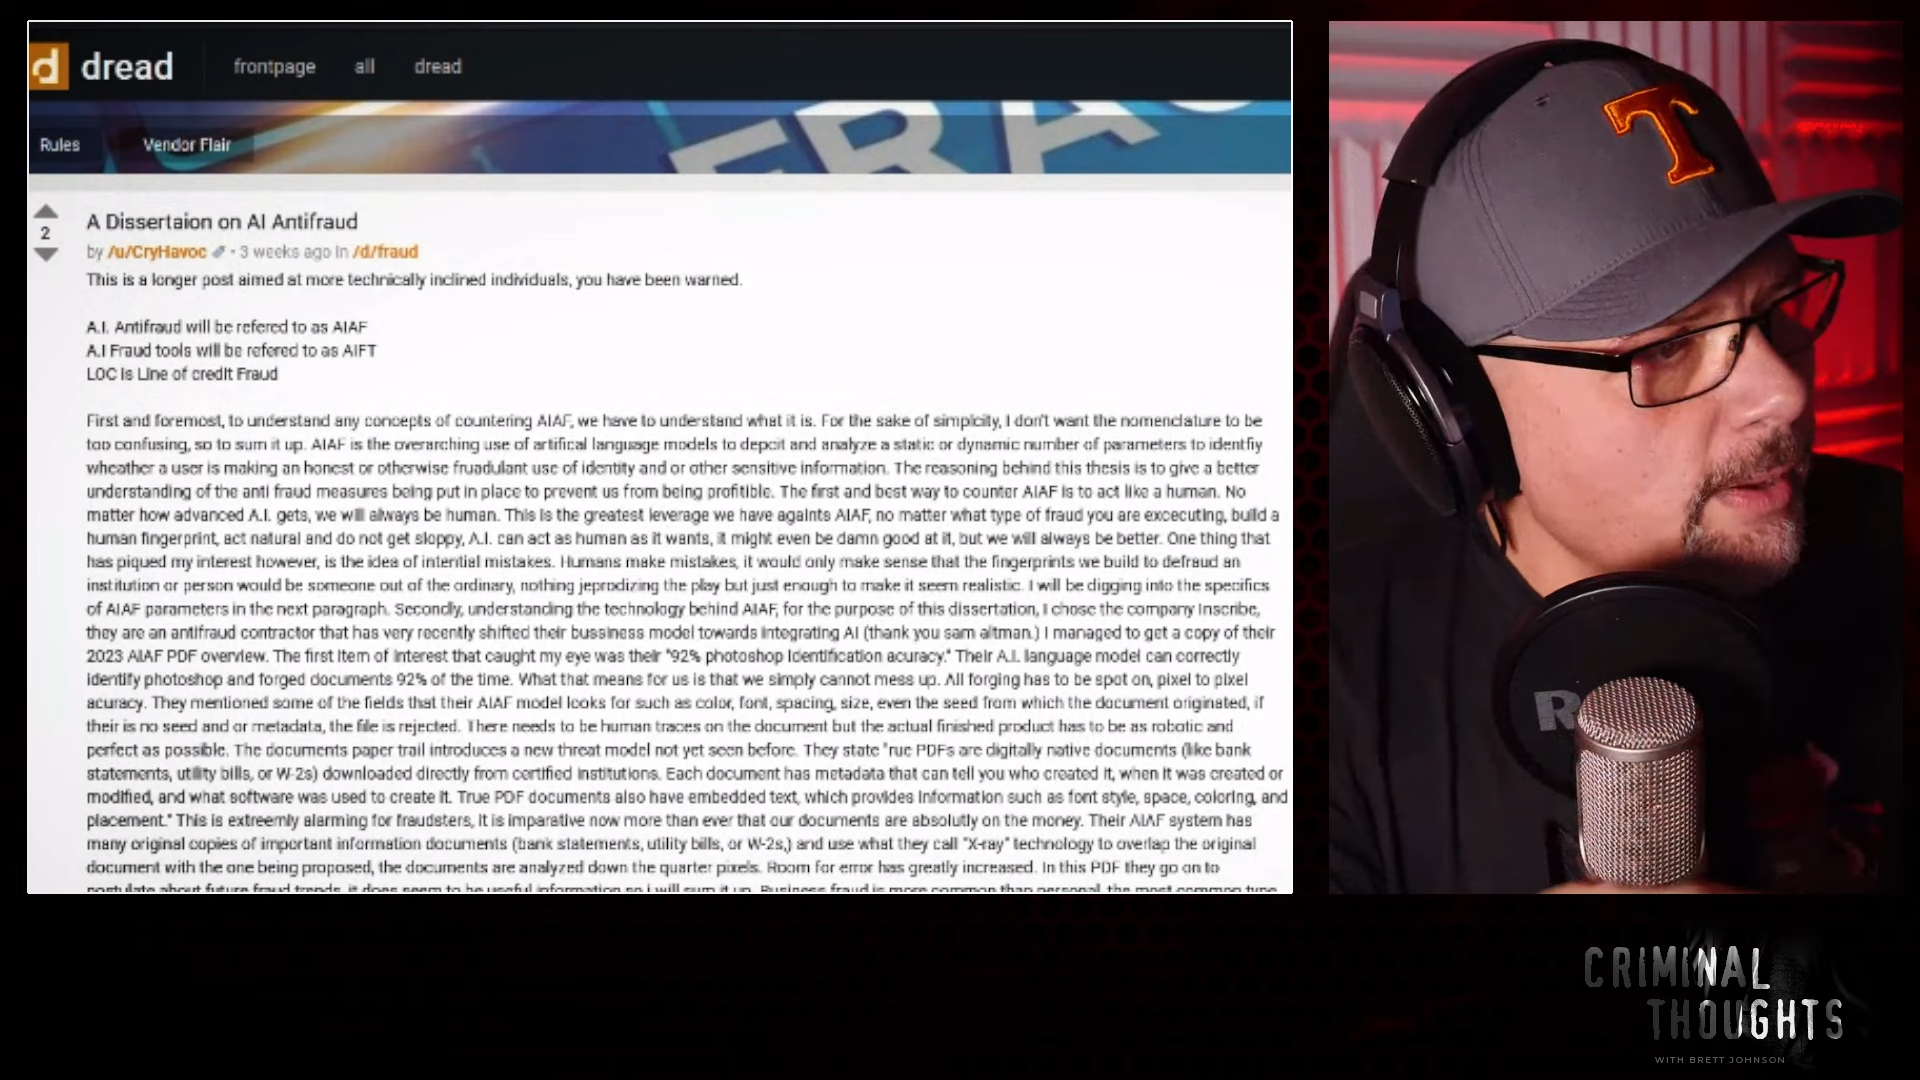 d dread frontpage all dread
FRAU
Rules Vendor Flair
A Dissertaion on AI Antifraud
2
by /u/CryHavoc • 3 weeks ago in /d/fraud
This is a longer post aimed at more technically inclined individuals, you have been warned.
A.I. Antifraud will be refered to as AIAF
A.I Fraud tools will be refered to as AIFT
LOC is Line of credit Fraud
First and foremost, to understand any concepts of countering AIAF, we have to understand what it is. For the sake of simplcity, I don't want the nomenclature to be
too confusing, so to sum it up. AIAF is the overarching use of artifical language models to depcit and analyze a static or dynamic number of parameters to identfiy
wheather a user is making an honest or otherwise fruadulant use of identity and or other sensitive information. The reasoning behind this thesis is to give a better
understanding of the anti fraud measures being put in place to prevent us from being profitible. The first and best way to counter AIAF is to act like a human. No
matter how advanced A.I. gets, we will always be human. This is the greatest leverage we have againts AIAF, no matter what type of fraud you are excecuting, build a
human fingerprint, act natural and do not get sloppy, A.I. can act as human as it wants, it might even be damn good at it, but we will always be better. One thing that
has piqued my interest however, is the idea of intential mistakes. Humans make mistakes, it would only make sense that the fingerprints we build to defraud an
institution or person would be someone out of the ordinary, nothing jeprodizing the play but just enough to make it seem realistic. I will be digging into the specifics
of AIAF parameters in the next paragraph. Secondly, understanding the technology behind AIAF, for the purpose of this dissertation, I chose the company Inscribe,
they are an antifraud contractor that has very recently shifted their bussiness model towards integrating AI (thank you sam altman.) I managed to get a copy of their
2023 AIAF PDF overview. The first item of interest that caught my eye was their "92% photoshop identification acuracy." Their A.I. language model can correctly
identify photoshop and forged documents 92% of the time. What that means for us is that we simply cannot mess up. All forging has to be spot on, pixel to pixel
acuracy. They mentioned some of the fields that their AIAF model looks for such as color, font, spacing, size, even the seed from which the document originated, if
their is no seed and or metadata, the file is rejected. There needs to be human traces on the document but the actual finished product has to be as robotic and
perfect as possible. The documents paper trail introduces a new threat model not yet seen before. They state "rue PDFs are digitally native documents (like bank
statements, utility bills, or W-2s) downloaded directly from certified institutions. Each document has metadata that can tell you who created it, when it was created or
modified, and what software was used to create it. True PDF documents also have embedded text, which provides information such as font style, space, coloring, and
placement." This is extreemly alarming for fraudsters, it is imparative now more than ever that our documents are absolutly on the money. Their AIAF system has
many original copies of important information documents (bank statements, utility bills, or W-2s,) and use what they call "X-ray" technology to overlap the original
document with the one being proposed, the documents are analyzed down the quarter pixels. Room for error has greatly increased. In this PDF they go on to
postulate about future fraud trends, it does seem to be useful information so I will sum it up. Business fraud is more common than personal, the most common type
T
R
CRIMINAL
THOUGHTS
WITH BRETT JOHNSON